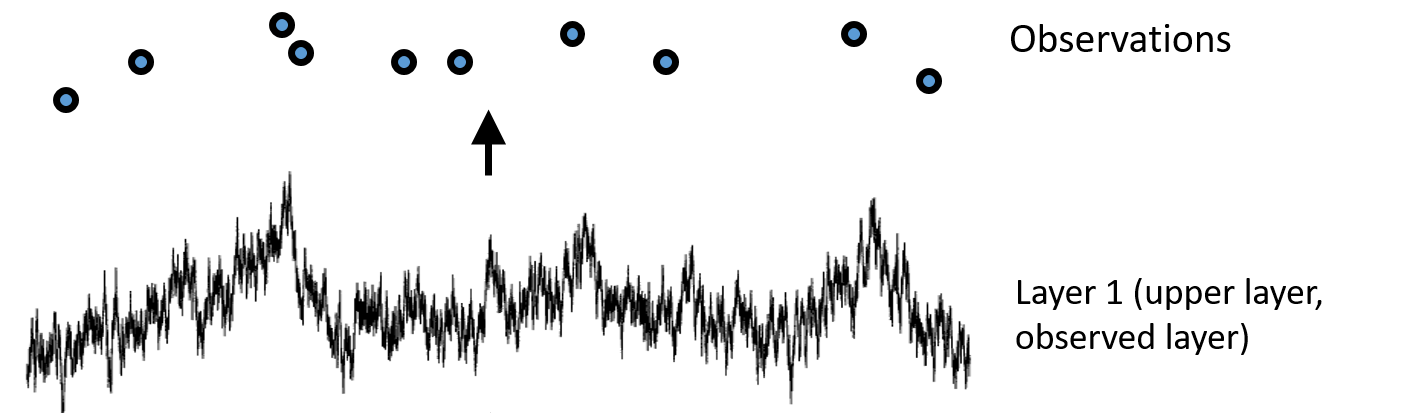 Observations
Layer 1 (upper layer,
observed layer)